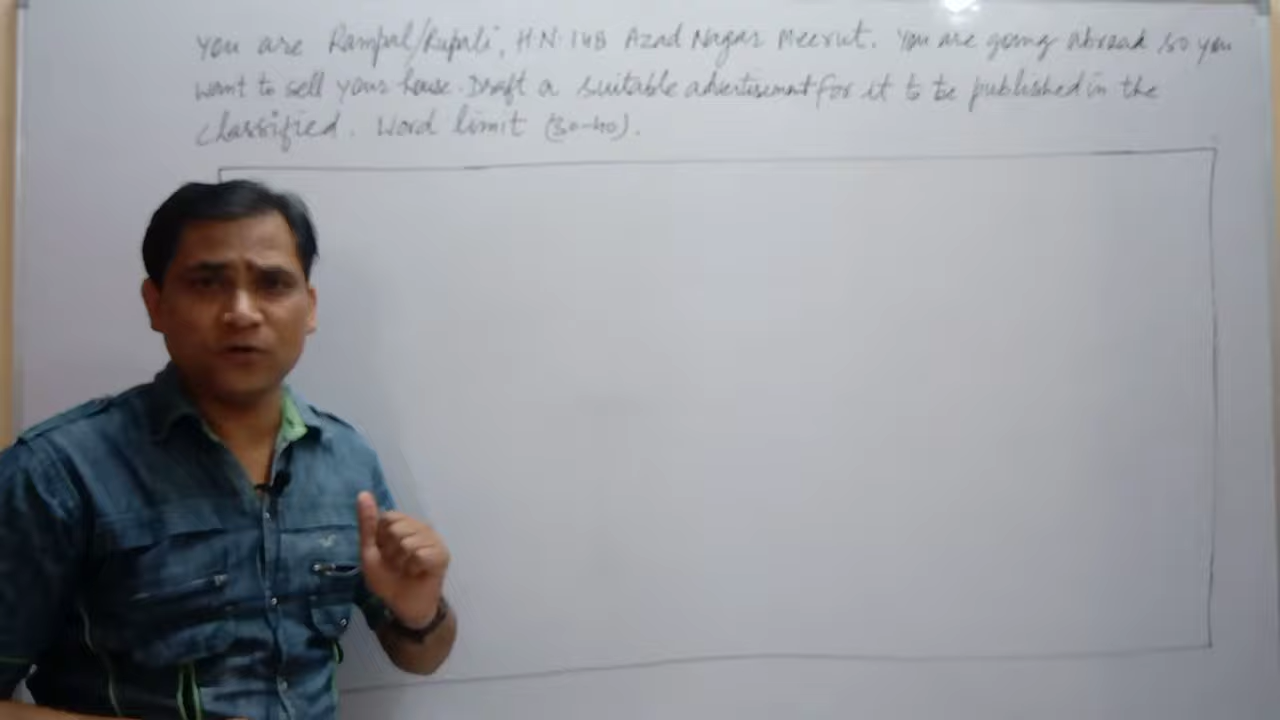 You are Rampal/Rupali, H.N. 14B Azad Nagar Meerut. You are going abroad so you
want to sell your house. Draft a suitable advertisement for it to be published in the
classified. Word limit (30-40).